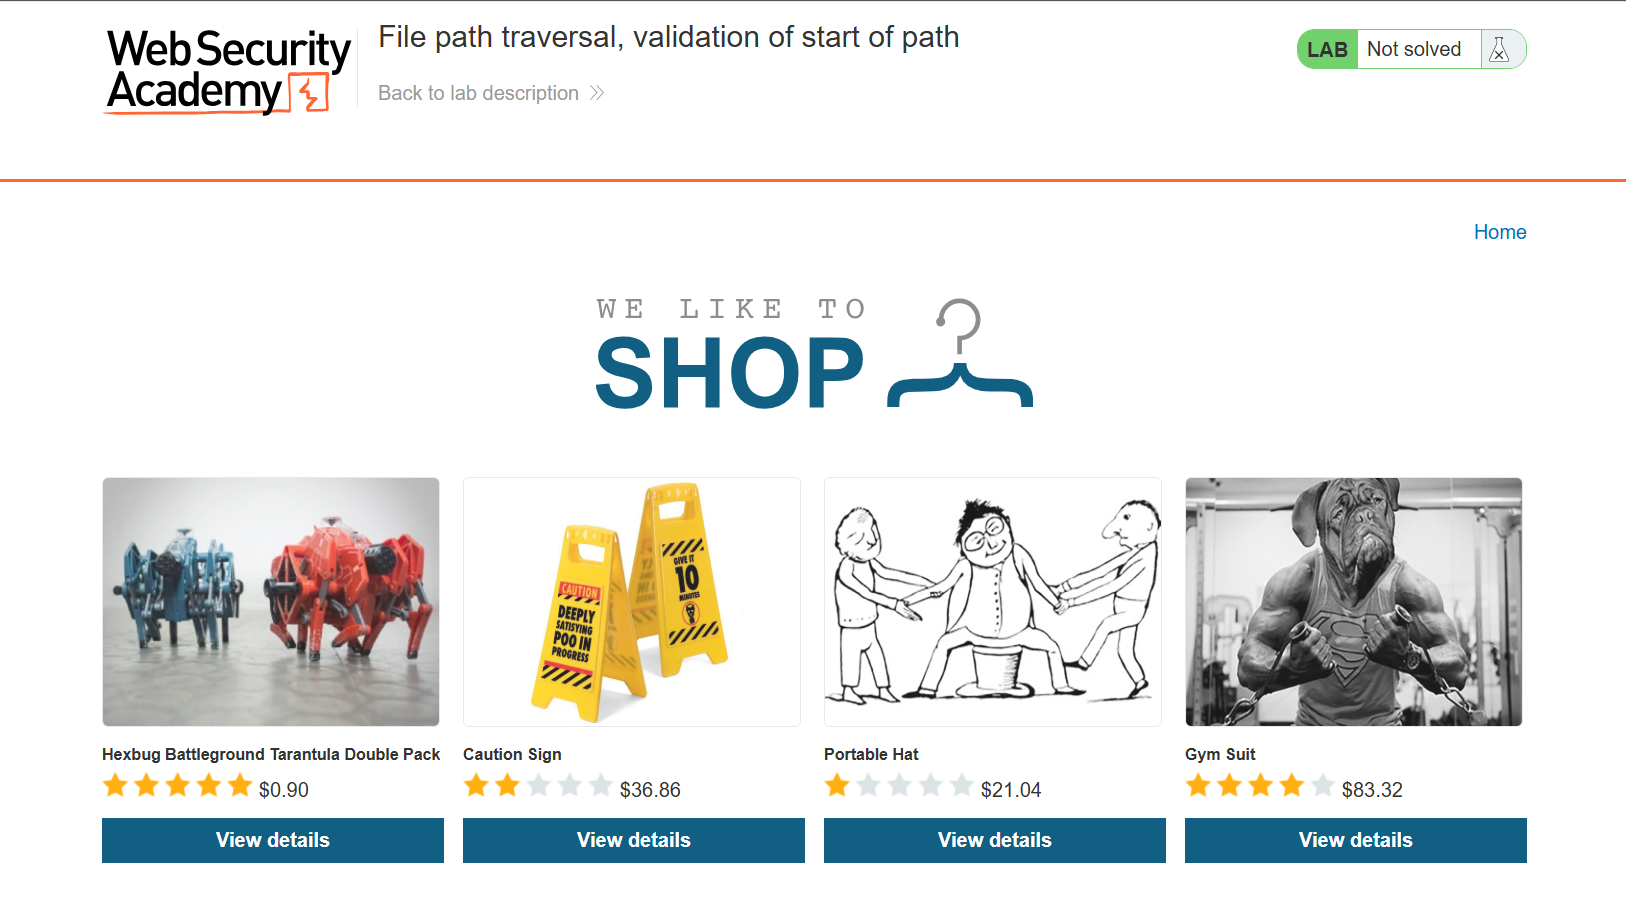 Web Security
Academy
File path traversal, validation of start of path
Back to lab description
LAB Not solved
Home
WE LIKE TO
SHOP
CAUTION
DEEPLY
SATISFYING
POO IN
PROGRESS
GIVE IT
10
MINUTES
Hexbug Battleground Tarantula Double Pack
$0.90
View details
Caution Sign
$36.86
View details
Portable Hat
$21.04
View details
Gym Suit
$83.32
View details